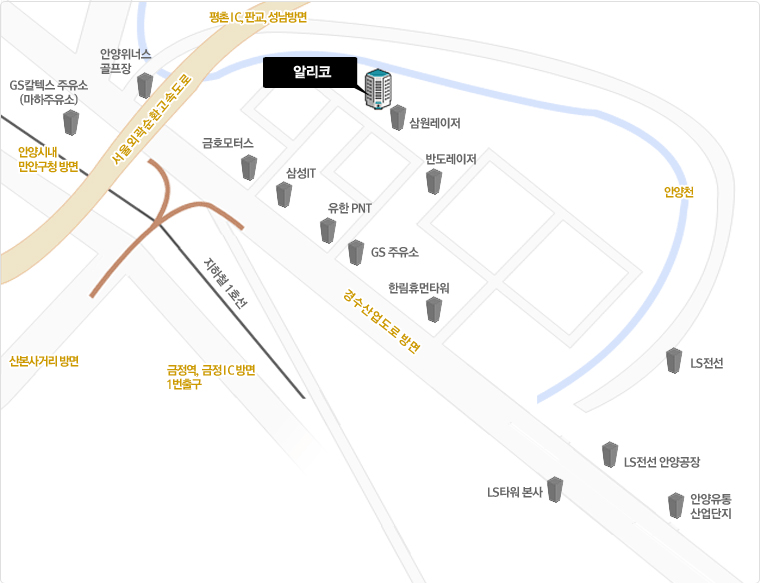 평촌 I C, 판교, 성남방면
안양위너스
골프장
알리코
GS칼텍스 주유소
(마하주유소)
서울외곽순환고속도로
삼원레이저
금호모터스
안양시내
만안구청 방면
반도레이저
삼성IT
안양천
유한 PNT
GS 주유소
지하철 1호선
한림휴먼타워
경수산업도로 방면
산본사거리 방면
금정역, 금정 I C 방면
1번출구
LS전선
LS전선 안양공장
LS타워 본사
안양유통
산업단지